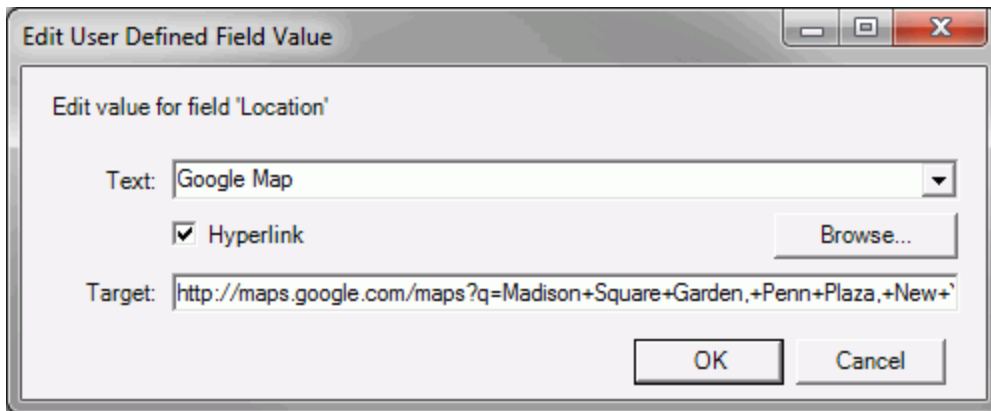 Edit User Defined Field Value
Edit value for field 'Location'
Text: Google Map
Hyperlink Browse...
Target: http://maps.google.com/maps?q=Madison+Square+Garden,+Penn+Plaza,+New+
OK Cancel